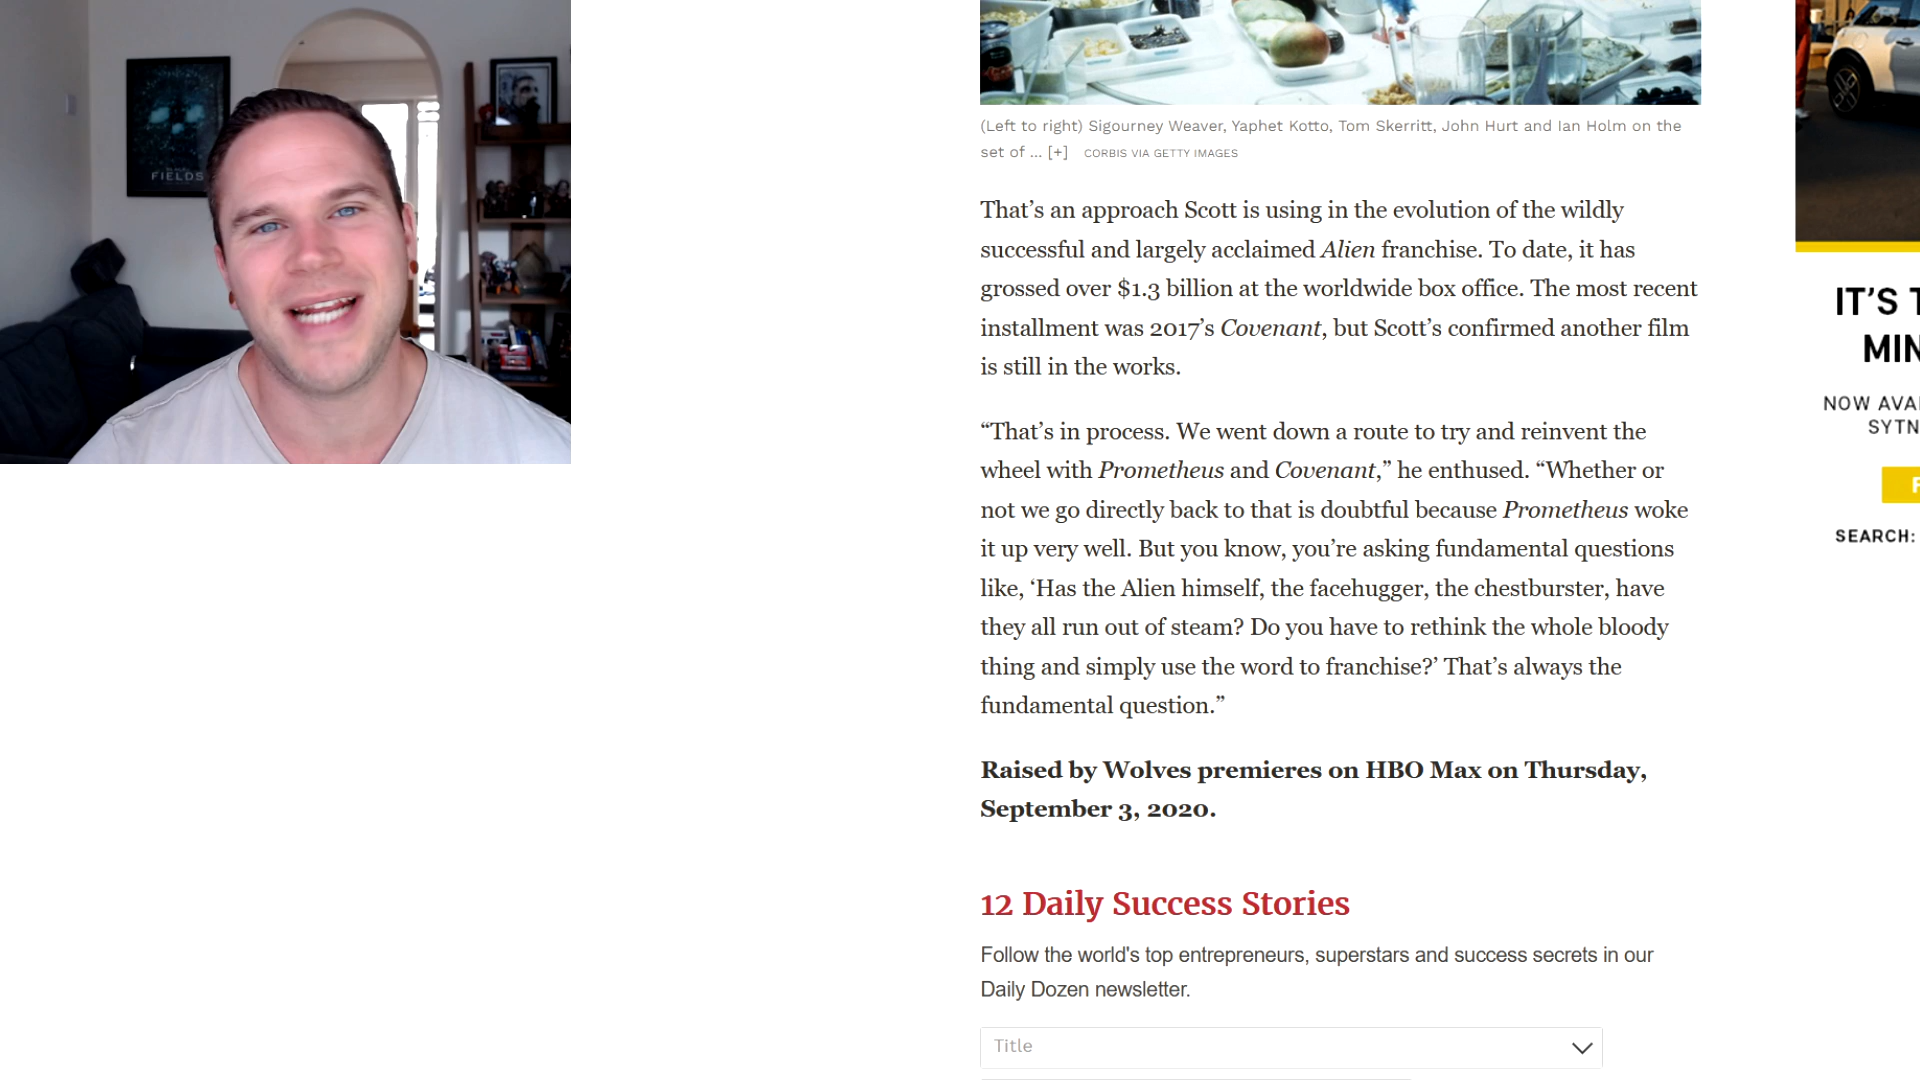 FIELDS
(Left to right) Sigourney Weaver, Yaphet Kotto, Tom Skerritt, John Hurt and Ian Holm on the
set of ... [+] CORBIS VIA GETTY IMAGES
That’s an approach Scott is using in the evolution of the wildly
successful and largely acclaimed Alien franchise. To date, it has
grossed over $1.3 billion at the worldwide box office. The most recent
installment was 2017’s Covenant, but Scott’s confirmed another film
is still in the works.
“That’s in process. We went down a route to try and reinvent the
wheel with Prometheus and Covenant,” he enthused. “Whether or
not we go directly back to that is doubtful because Prometheus woke
it up very well. But you know, you’re asking fundamental questions
like, ‘Has the Alien himself, the facehugger, the chestburster, have
they all run out of steam? Do you have to rethink the whole bloody
thing and simply use the word to franchise?’ That’s always the
fundamental question.”
Raised by Wolves premieres on HBO Max on Thursday,
September 3, 2020.
12 Daily Success Stories
Follow the world's top entrepreneurs, superstars and success secrets in our
Daily Dozen newsletter.
Title
IT’S T
MIN
NOW AVAI
SYTN
F
SEARCH: